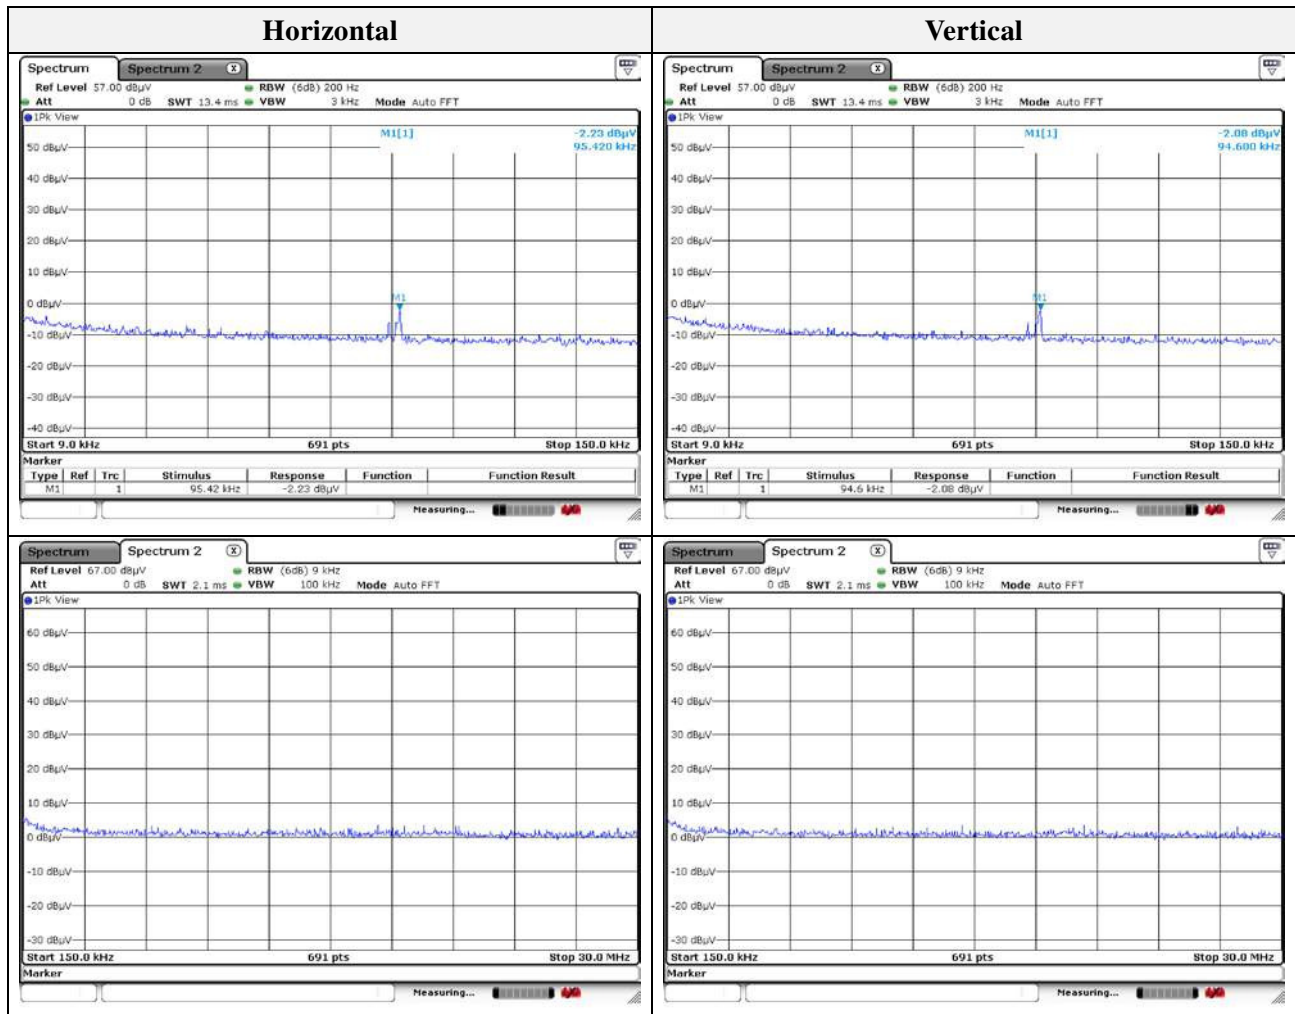 Horizontal
Vertical
Spectrum
Spectrum 2
Ref Level 57.00 dBµV
RBW (6dB) 200 Hz
Att 0 dB SWT 13.4 ms VBW 3 kHz Mode Auto FFT
1Pk View
M1[1] -2.23 dBµV
95.420 kHz
50 dBµV
40 dBµV
30 dBµV
20 dBµV
10 dBµV
M1
0 dBµV
-10 dBµV
-20 dBµV
-30 dBµV
-40 dBµV
Start 9.0 kHz 691 pts Stop 150.0 kHz
Marker
Type Ref Trc Stimulus Response Function Function Result
M1 1 95.42 kHz -2.23 dBµV
Measuring...
Spectrum
Spectrum 2
Ref Level 57.00 dBµV
RBW (6dB) 200 Hz
Att 0 dB SWT 13.4 ms VBW 3 kHz Mode Auto FFT
1Pk View
M1[1] -2.08 dBµV
94.600 kHz
50 dBµV
40 dBµV
30 dBµV
20 dBµV
10 dBµV
M1
0 dBµV
-10 dBµV
-20 dBµV
-30 dBµV
-40 dBµV
Start 9.0 kHz 691 pts Stop 150.0 kHz
Marker
Type Ref Trc Stimulus Response Function Function Result
M1 1 94.6 kHz -2.08 dBµV
Measuring...
Spectrum
Spectrum 2
Ref Level 67.00 dBµV
RBW (6dB) 9 kHz
Att 0 dB SWT 2.1 ms VBW 100 kHz Mode Auto FFT
1Pk View
60 dBµV
50 dBµV
40 dBµV
30 dBµV
20 dBµV
10 dBµV
0 dBµV
-10 dBµV
-20 dBµV
-30 dBµV
Start 150.0 kHz 691 pts Stop 30.0 MHz
Marker
Measuring...
Spectrum
Spectrum 2
Ref Level 67.00 dBµV
RBW (6dB) 9 kHz
Att 0 dB SWT 2.1 ms VBW 100 kHz Mode Auto FFT
1Pk View
60 dBµV
50 dBµV
40 dBµV
30 dBµV
20 dBµV
10 dBµV
0 dBµV
-10 dBµV
-20 dBµV
-30 dBµV
Start 150.0 kHz 691 pts Stop 30.0 MHz
Marker
Measuring...